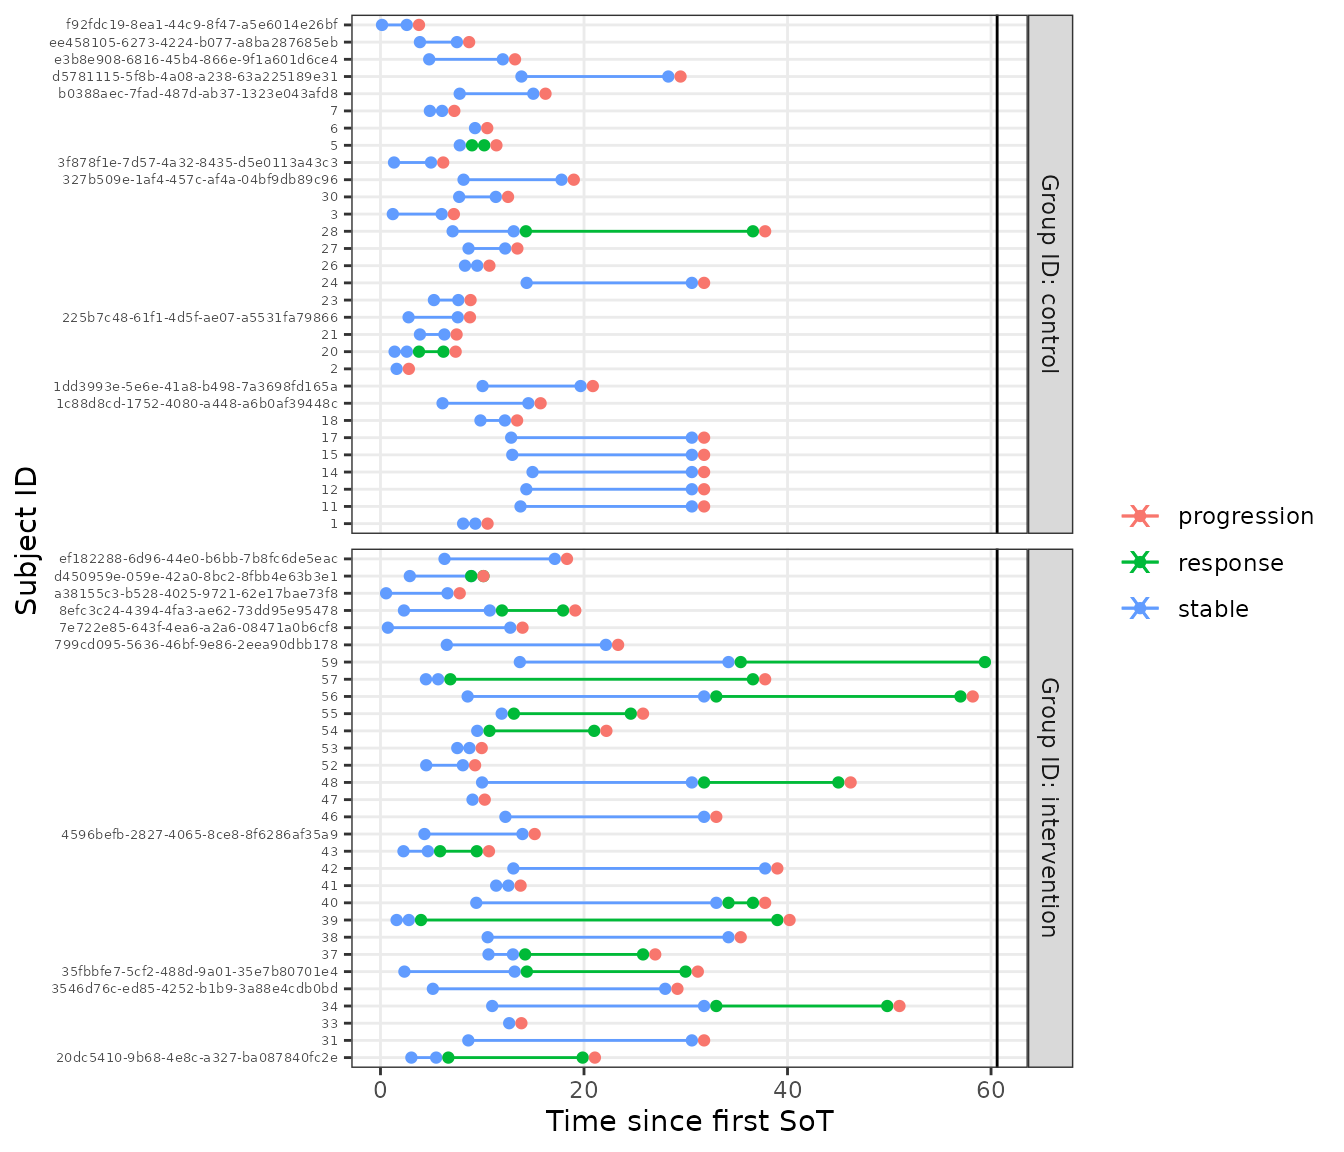 f92fdc19-8ea1-44c9-8f47-a5e6014e26bf
ee458105-6273-4224-b077-a8ba287685eb
e3b8e908-6816-45b4-866e-9f1a601d6ce4
d5781115-5f8b-4a08-a238-63a225189e31
b0388aec-7fad-487d-ab37-1323e043afd8
7
6
5
3f878f1e-7d57-4a32-8435-d5e0113a43c3
327b509e-1af4-457c-af4a-04bf9db89c96
30
3
28
27
26
24
23
225b7c48-61f1-4d5f-ae07-a5531fa79866
21
20
2
1dd3993e-5e6e-41a8-b498-7a3698fd165a
1c88d8cd-1752-4080-a448-a6b0af39448c
18
17
15
14
12
11
1
Group ID: control
ef182288-6d96-44e0-b6bb-7b8fc6de5eac
d450959e-059e-42a0-8bc2-8fbb4e63b3e1
a38155c3-b528-4025-9721-62e17bae73f8
8efc3c24-4394-4fa3-ae62-73dd95e95478
7e722e85-643f-4ea6-a2a6-08471a0b6cf8
799cd095-5636-46bf-9e86-2eea90dbb178
59
57
56
55
54
53
52
48
47
46
4596befb-2827-4065-8ce8-8f6286af35a9
43
42
41
40
39
38
37
35fbbfe7-5cf2-488d-9a01-35e7b80701e4
3546d76c-ed85-4252-b1b9-3a88e4cdb0bd
34
33
31
20dc5410-9b68-4e8c-a327-ba087840fc2e
Group ID: intervention
Subject ID
0 20 40 60
Time since first SoT
progression
response
stable